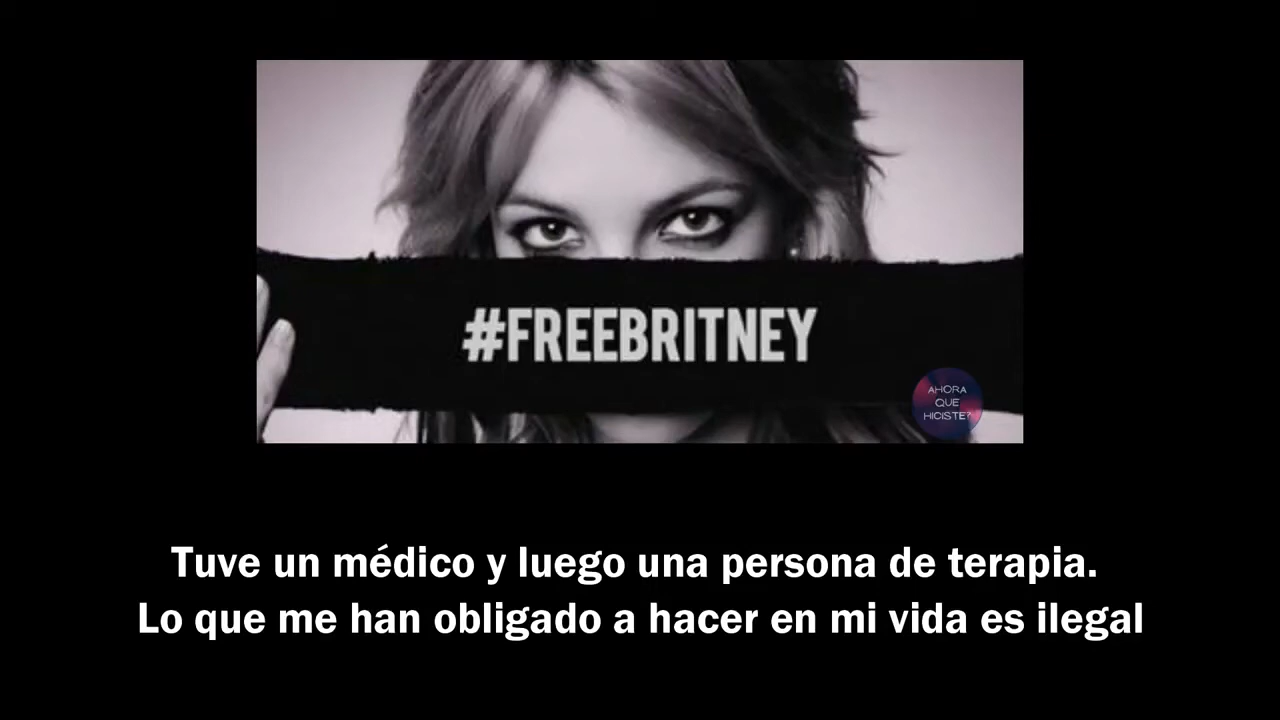 #FREEBRITNEY
AHORA
QUE
HICISTE?
Tuve un médico y luego una persona de terapia.
Lo que me han obligado a hacer en mi vida es ilegal